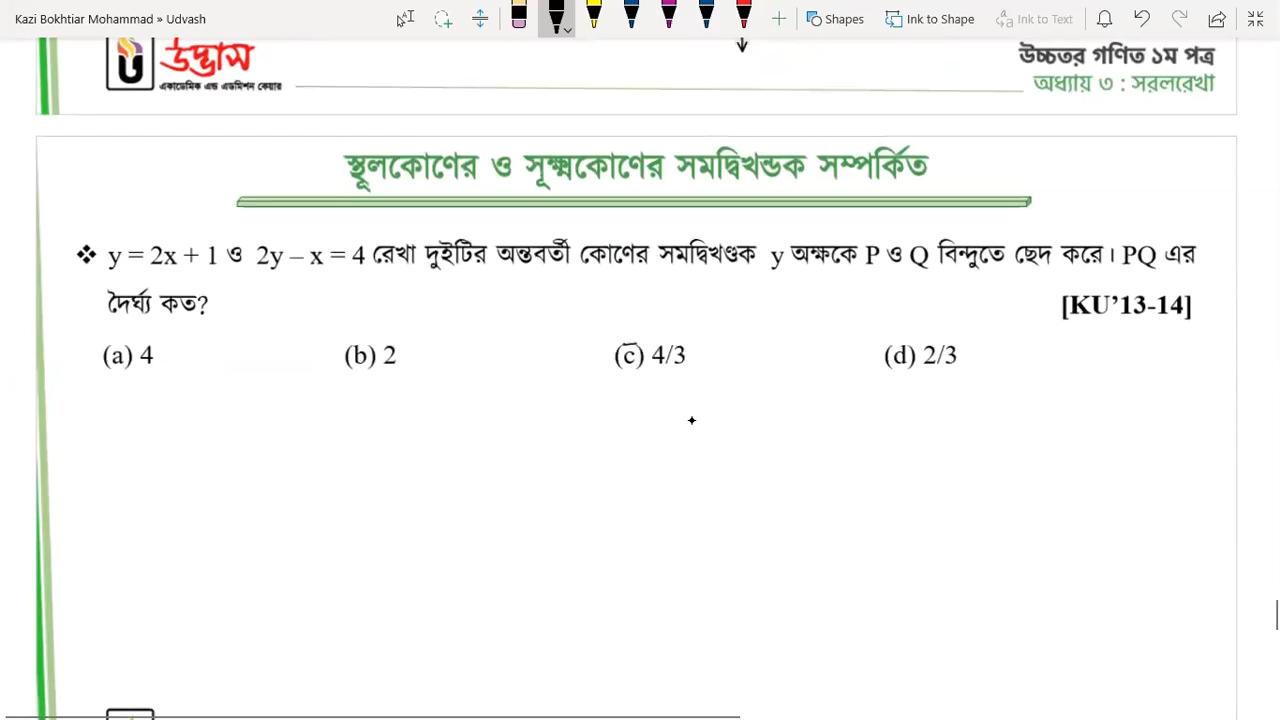 Kazi Bokhtiar Mohammad » Udvash
Shapes
Ink to Shape
Ink to Text
উদ্ভাস
একাডেমিক এন্ড এডমিশন কেয়ার
উচ্চতর গণিত ১ম পত্র
অধ্যায় ৩ : সরলরেখা
স্থূলকোণের ও সূক্ষ্মকোণের সমদ্বিখন্ডক সম্পর্কিত
❖ y = 2x + 1 ও 2y – x = 4 রেখা দুইটির অন্তবর্তী কোণের সমদ্বিখণ্ডক y অক্ষকে P ও Q বিন্দুতে ছেদ করে। PQ এর
দৈর্ঘ্য কত? [KU’13-14]
(a) 4 (b) 2 (c) 4/3 (d) 2/3